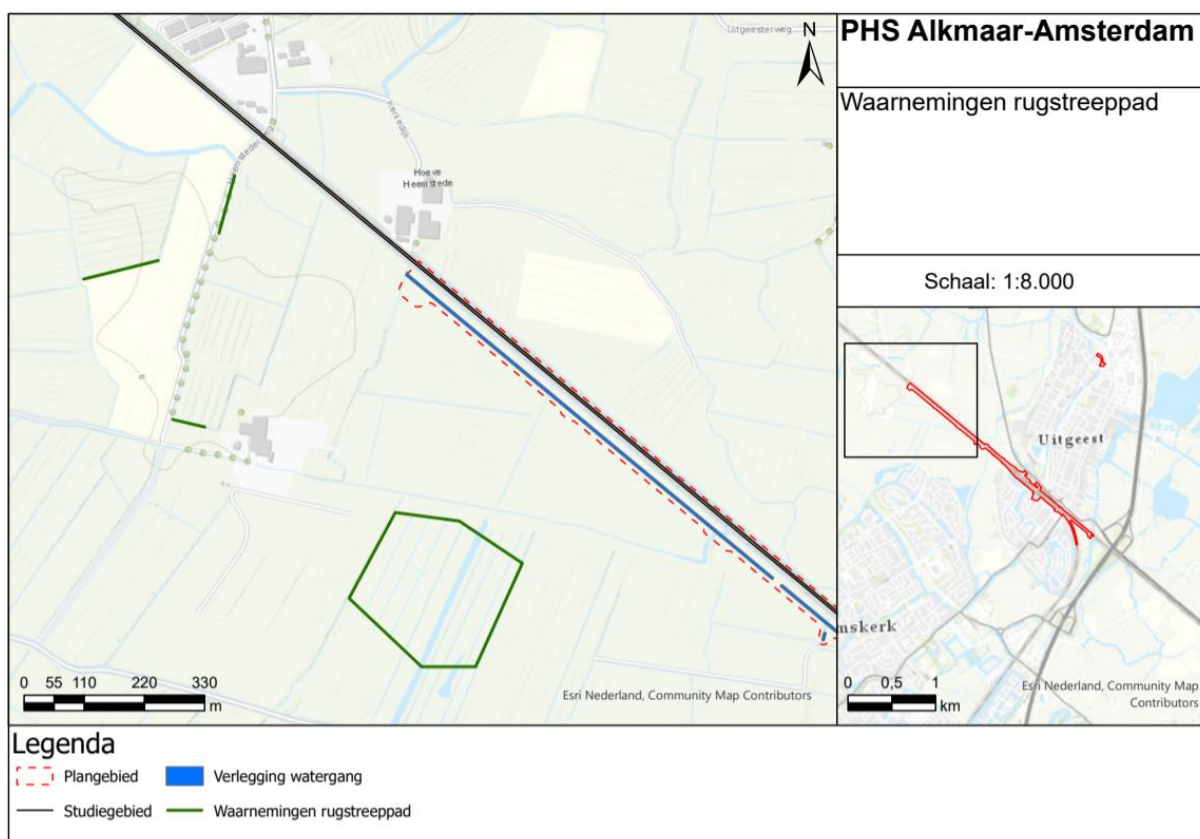 Uitgeesterweg
N
Kerkedijk
Hoeve
Heemstede
0 55 110 220 330
m
Esri Nederland, Community Map Contributors
PHS Alkmaar-Amsterdam
Waarnemingen rugstreeppad
Schaal: 1:8.000
Uitgeest
mskerk
0 0,5 1
km
Esri Nederland, Community Map
Contributors
Legenda
Plangebied
Verlegging watergang
Studiegebied
Waarnemingen rugstreeppad